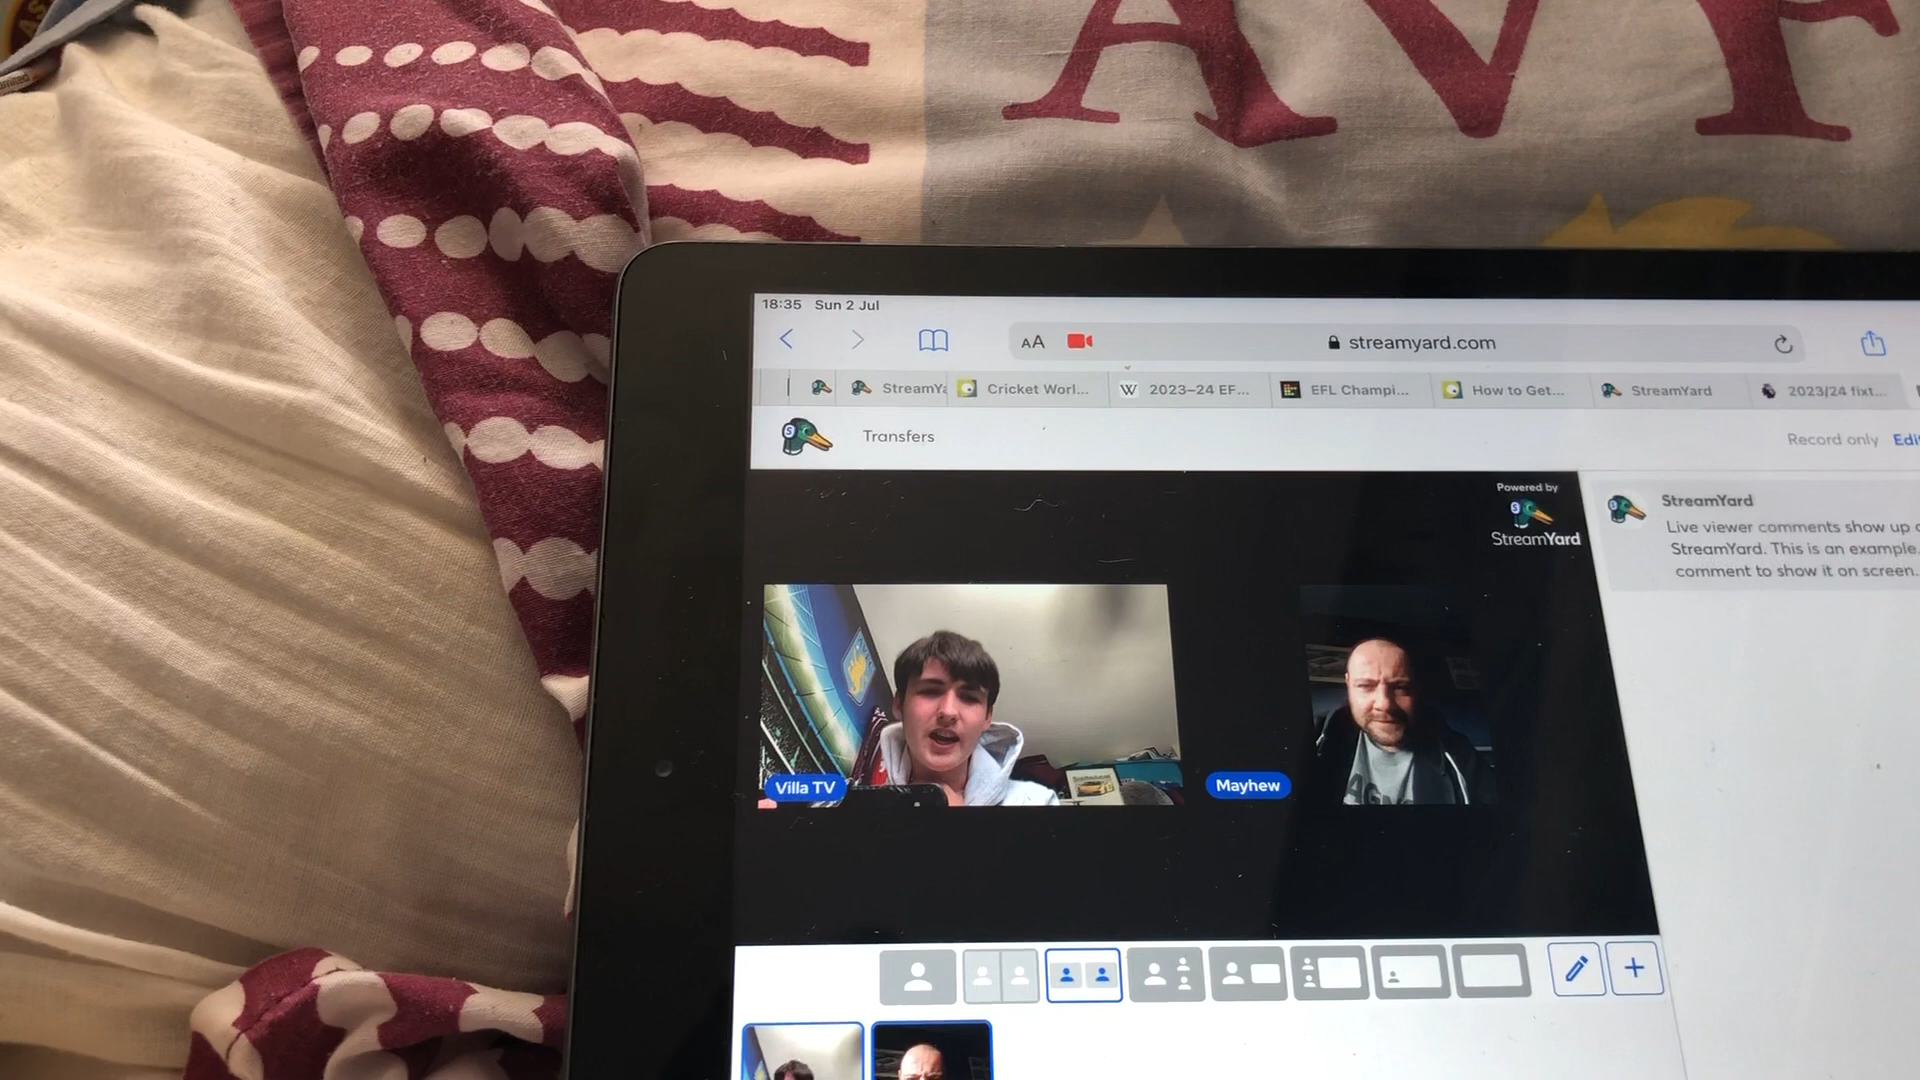 AVF
18:35 Sun 2 Jul
AA
streamyard.com
StreamYa
Cricket Worl...
W
2023–24 EF...
EFL Champi...
How to Get...
StreamYard
2023/24 fixt...
Transfers
Record only
Edi
Powered by
StreamYard
StreamYard
Live viewer comments show up
StreamYard. This is an example.
comment to show it on screen.
Villa TV
Mayhew